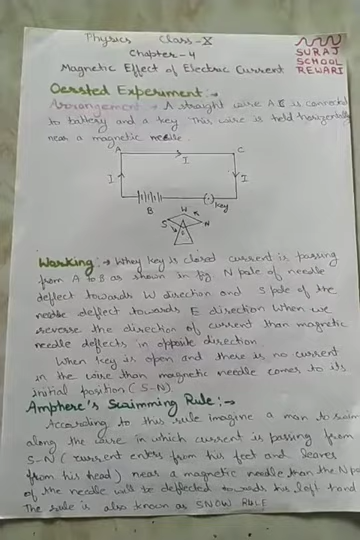 Physics Class-X
Chapter-4
Magnetic Effect of Electric Current
SURAJ
SCHOOL
REWARI
Oersted Experiment:→
Arrangement → A straight wire AC is connected
to battery and a key. This wire is held horizontally
near a magnetic needle.
A C
I
I I
B key
W
S N
Working:→ When key is closed current is passing
from A to B as shown in fig. N pole of needle
deflect towards W direction and S pole of the
needle deflect towards E direction when we
reverse the direction of current than magnetic
needle deflects in opposite direction.
When key is open and there is no current
in the wire than magnetic needle comes to its
initial position (S-N)
Amphere's Swimming Rule:→
According to this rule imagine a man to swim
along the wire in which current is passing from
S-N (current enters from his feet and leaves
from his head) near a magnetic needle than the N pole
of the needle will be deflected towards his left hand
The rule is also known as SNOW RULE